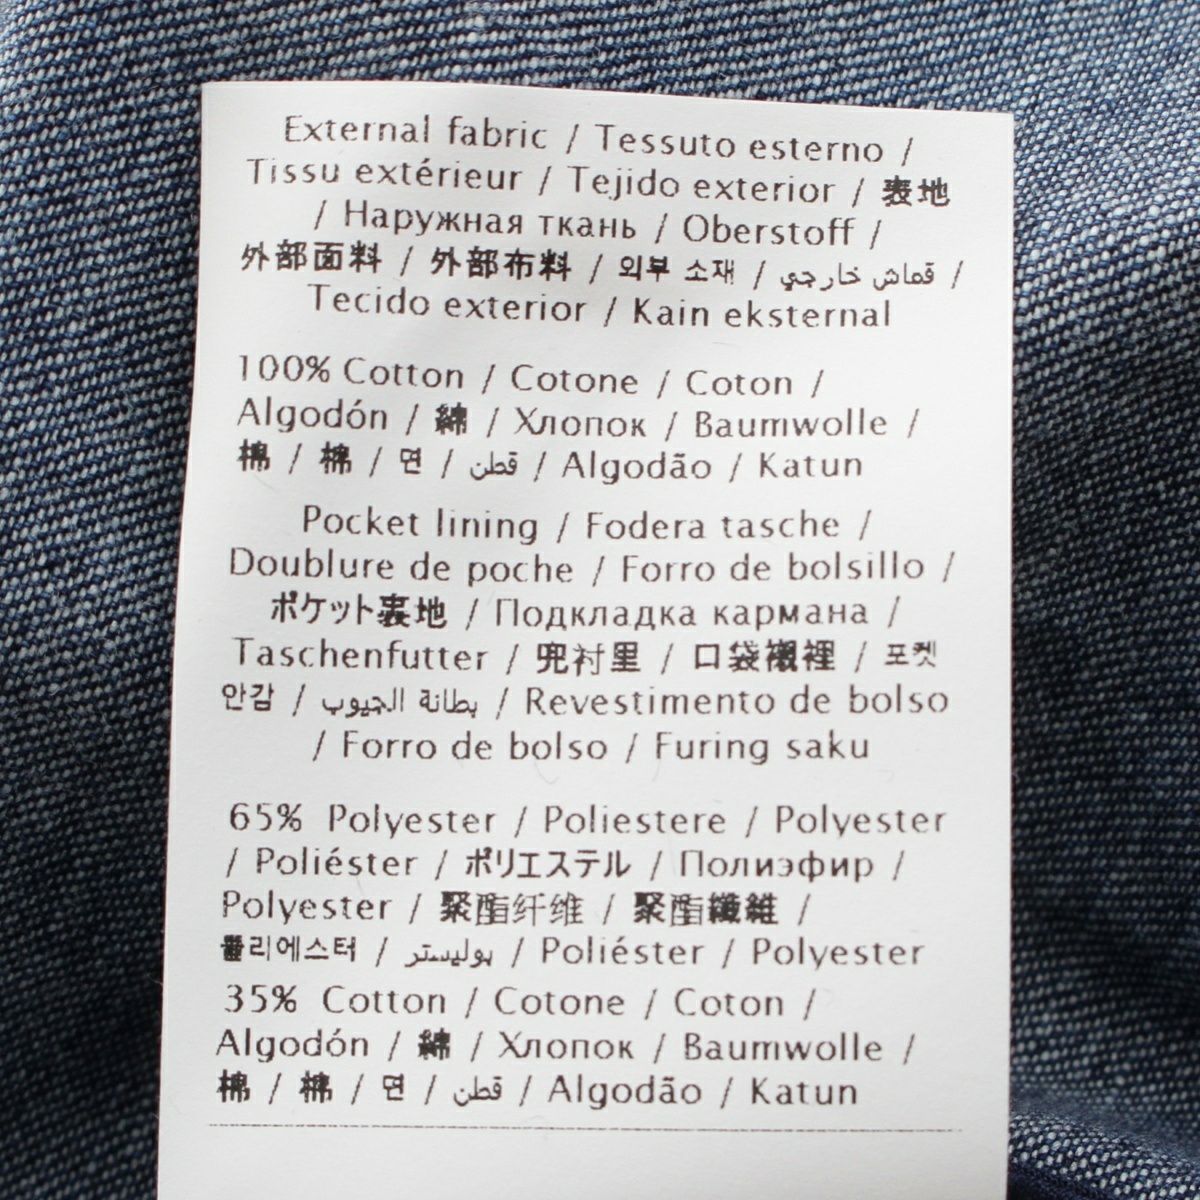 External fabric / Tessuto esterno /
Tissu extérieur / Tejido exterior / 表地
/ Наружная ткань / Oberstoff /
外部面料 / 外部布料 / 외부 소재 / قماش خارجي /
Tecido exterior / Kain eksternal
100% Cotton / Cotone / Coton /
Algodón / 綿 / Хлопок / Baumwolle /
棉 / 棉 / 면 / قطن / Algodão / Katun
Pocket lining / Fodera tasche /
Doublure de poche / Forro de bolsillo /
ポケット裏地 / Подкладка кармана /
Taschenfutter / 兜衬里 / 口袋襯裡 / 포켓
안감 / بطانة الجيوب / Revestimento de bolso
/ Forro de bolso / Furing saku
65% Polyester / Poliestere / Polyester
/ Poliéster / ポリエステル / Полиэфир /
Polyester / 聚酯纤维 / 聚酯纖維 /
폴리에스터 / بوليستر / Poliéster / Polyester
35% Cotton / Cotone / Coton /
Algodón / 綿 / Хлопок / Baumwolle /
棉 / 棉 / 면 / قطن / Algodão / Katun